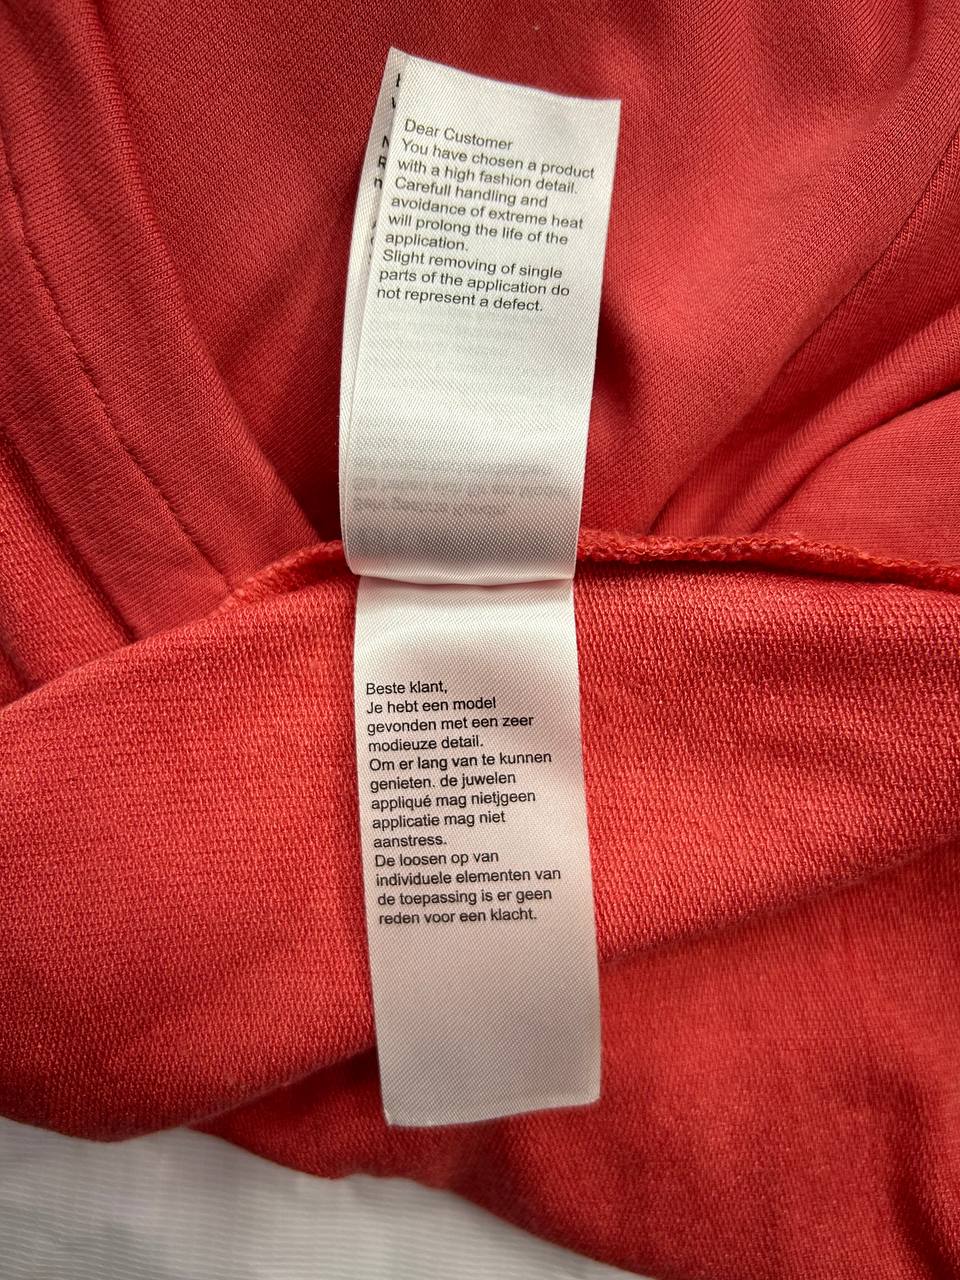 Dear Customer
You have chosen a product
with a high fashion detail.
Carefull handling and
avoidance of extreme heat
will prolong the life of the
application.
Slight removing of single
parts of the application do
not represent a defect.
Beste klant,
Je hebt een model
gevonden met een zeer
modieuze detail.
Om er lang van te kunnen
genieten. de juwelen
appliqué mag nietjgeen
applicatie mag niet
aanstress.
De loosen op van
individuele elementen van
de toepassing is er geen
reden voor een klacht.